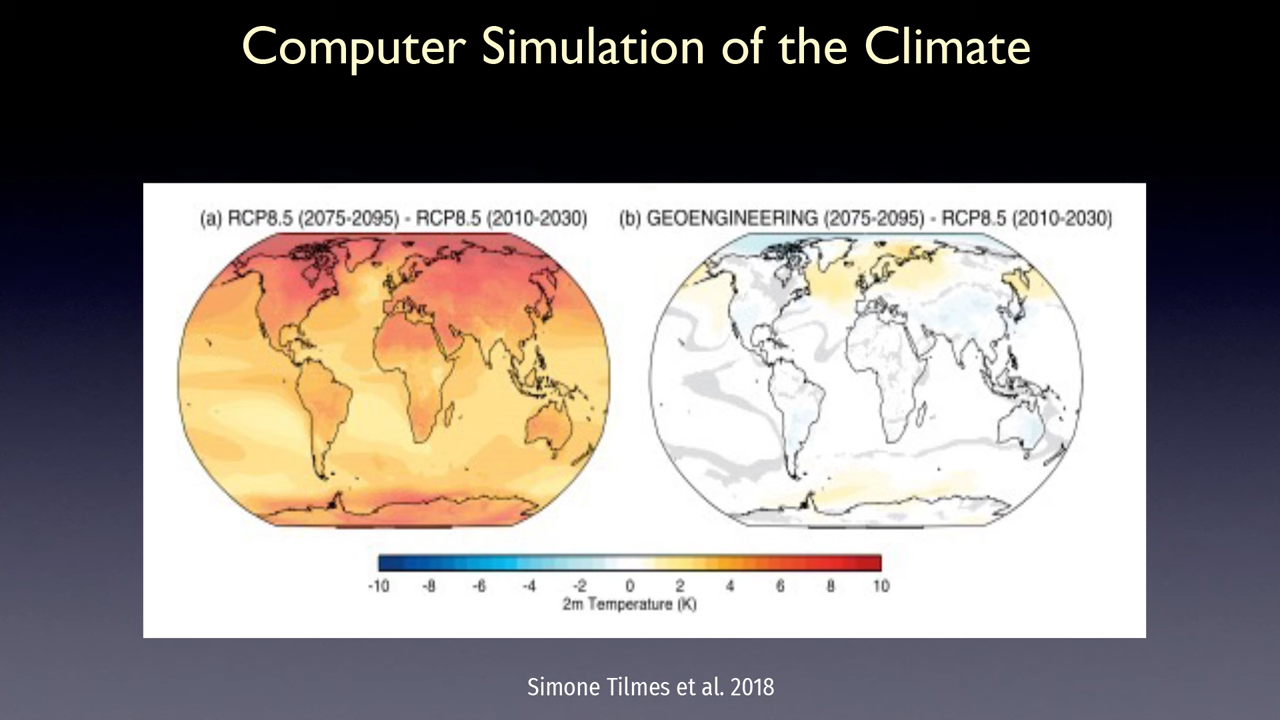 Computer Simulation of the Climate
(a) RCP8.5 (2075-2095) - RCP8.5 (2010-2030)
(b) GEOENGINEERING (2075-2095) - RCP8.5 (2010-2030)
-10 -8 -6 -4 -2 0 2 4 6 8 10
2m Temperature (K)
Simone Tilmes et al. 2018